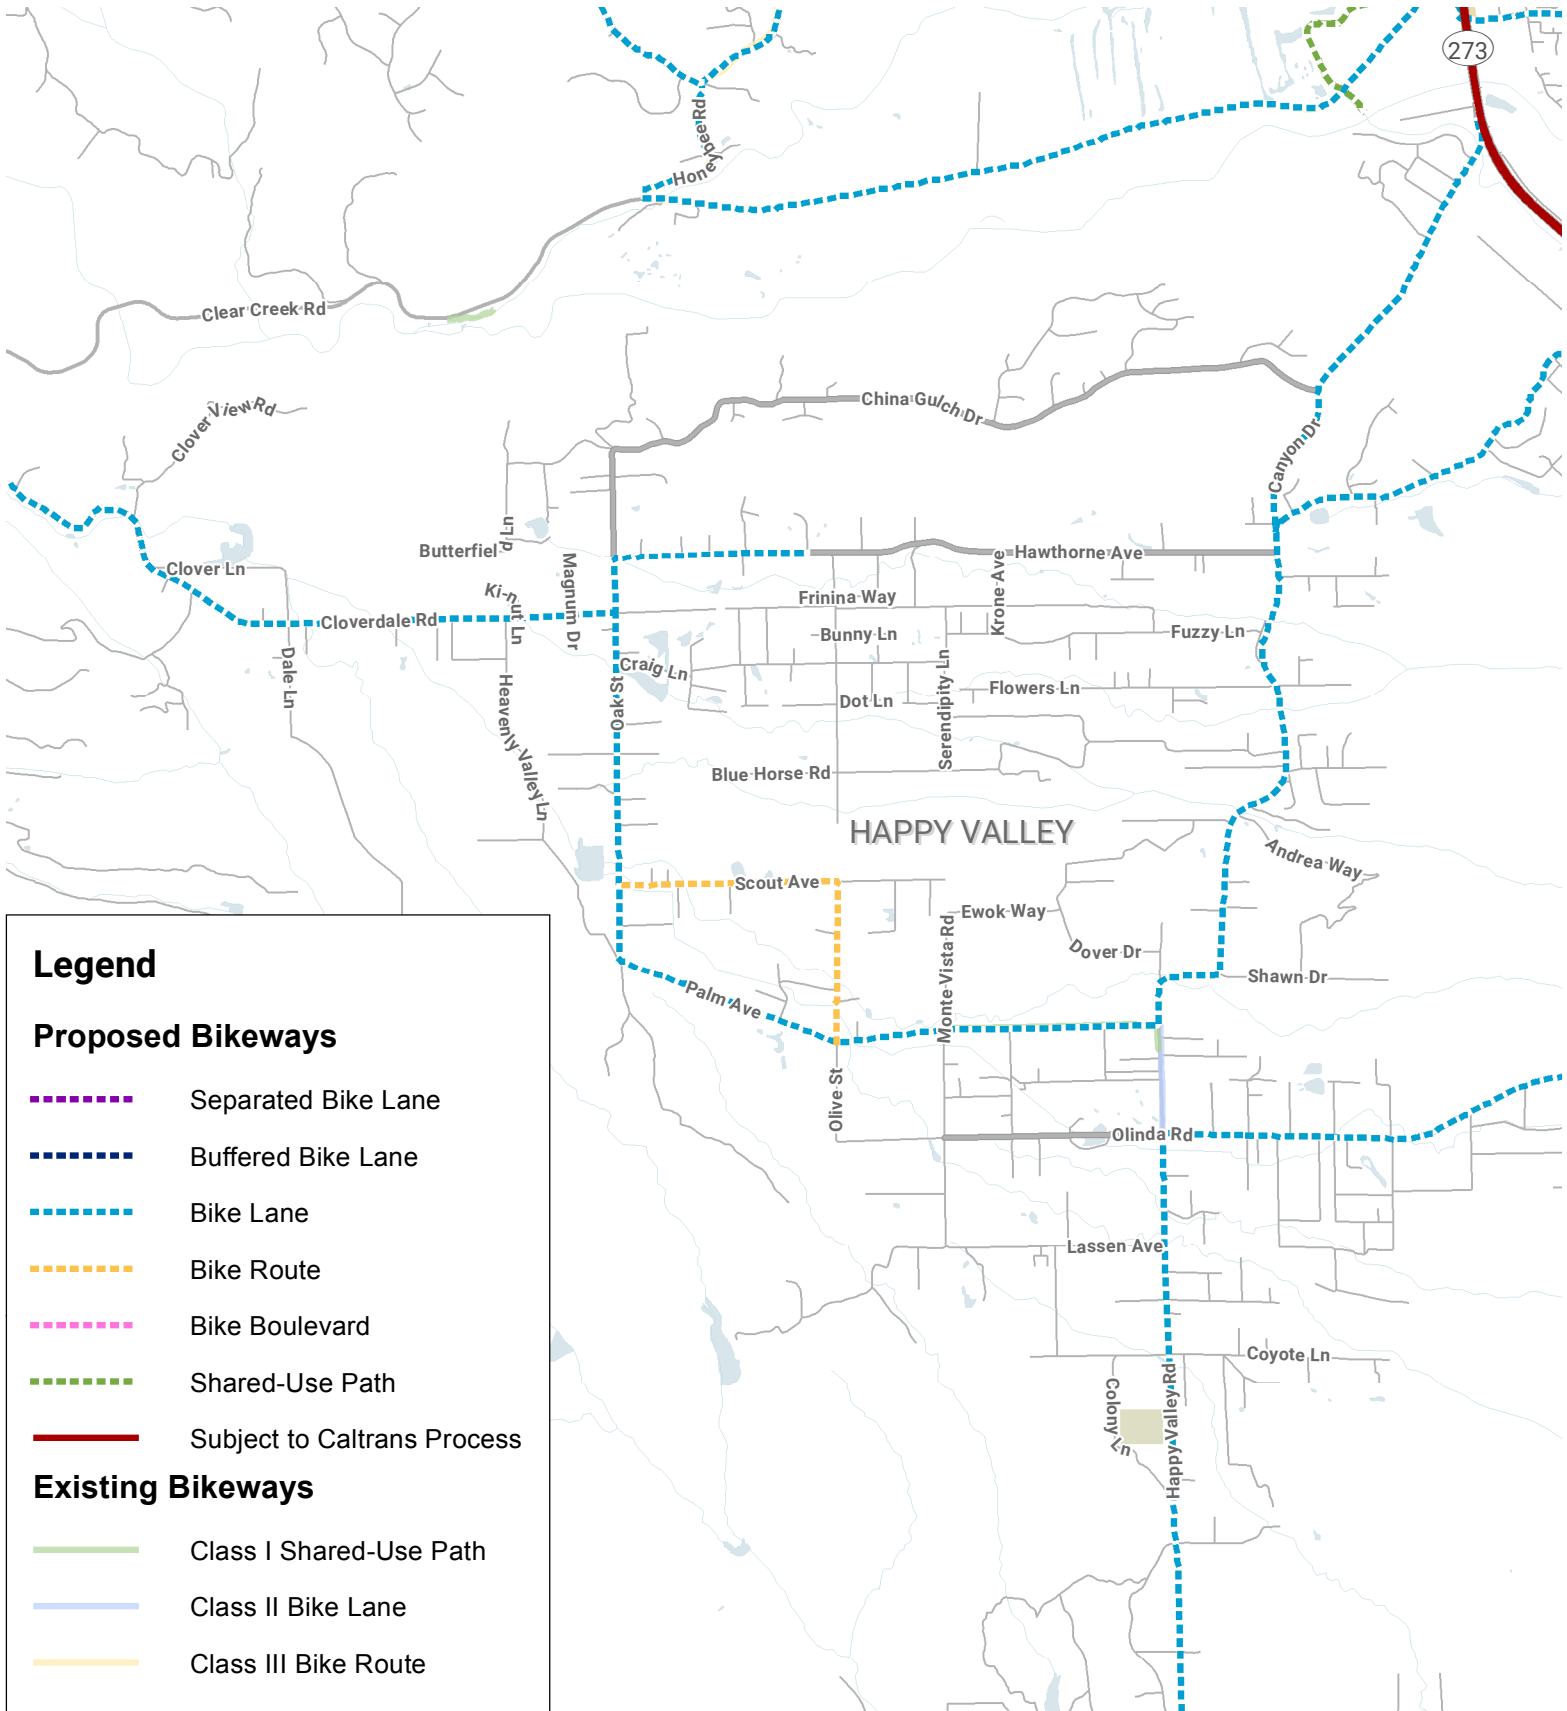 273
Honeybee Rd
Clear Creek Rd
Clover View Rd
China Gulch Dr
Canyon Dr
Butterfiel
d Ln
Magnum Dr
Hawthorne Ave
Krone Ave
Clover Ln
Ki-nut Ln
Frinina Way
Cloverdale Rd
Bunny Ln
Fuzzy Ln
Dale Ln
Craig Ln
Serendipity Ln
Heavenly Valley Ln
Oak St
Dot Ln
Flowers Ln
Blue Horse Rd
HAPPY VALLEY
Andrea Way
Scout Ave
Ewok Way
Monte Vista Rd
Dover Dr
Shawn Dr
Palm Ave
Olive St
Olinda Rd
Lassen Ave
Coyote Ln
Colony Ln
Happy Valley Rd
Legend
Proposed Bikeways
Separated Bike Lane
Buffered Bike Lane
Bike Lane
Bike Route
Bike Boulevard
Shared-Use Path
Subject to Caltrans Process
Existing Bikeways
Class I Shared-Use Path
Class II Bike Lane
Class III Bike Route